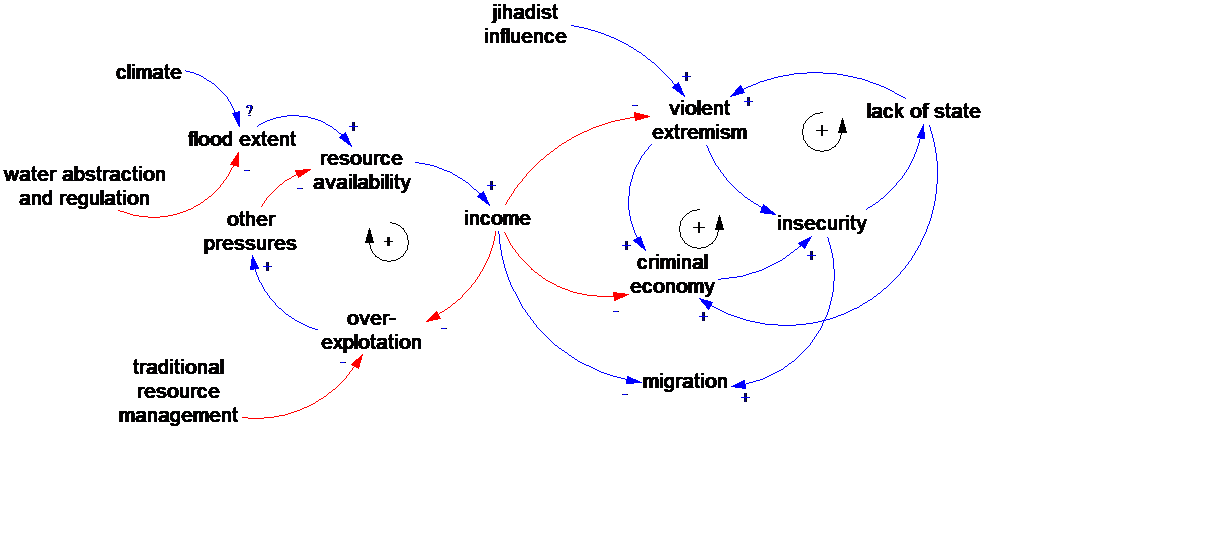 jihadist
influence
climate
+
violent
extremism
-
+
+
lack of state
?
flood extent
+
+
resource
availability
water abstraction
and regulation
-
-
+
income
other
pressures
+
+
+
insecurity
+
+
criminal
economy
+
-
+
over-
explotation
-
-
traditional
resource
management
migration
-
+